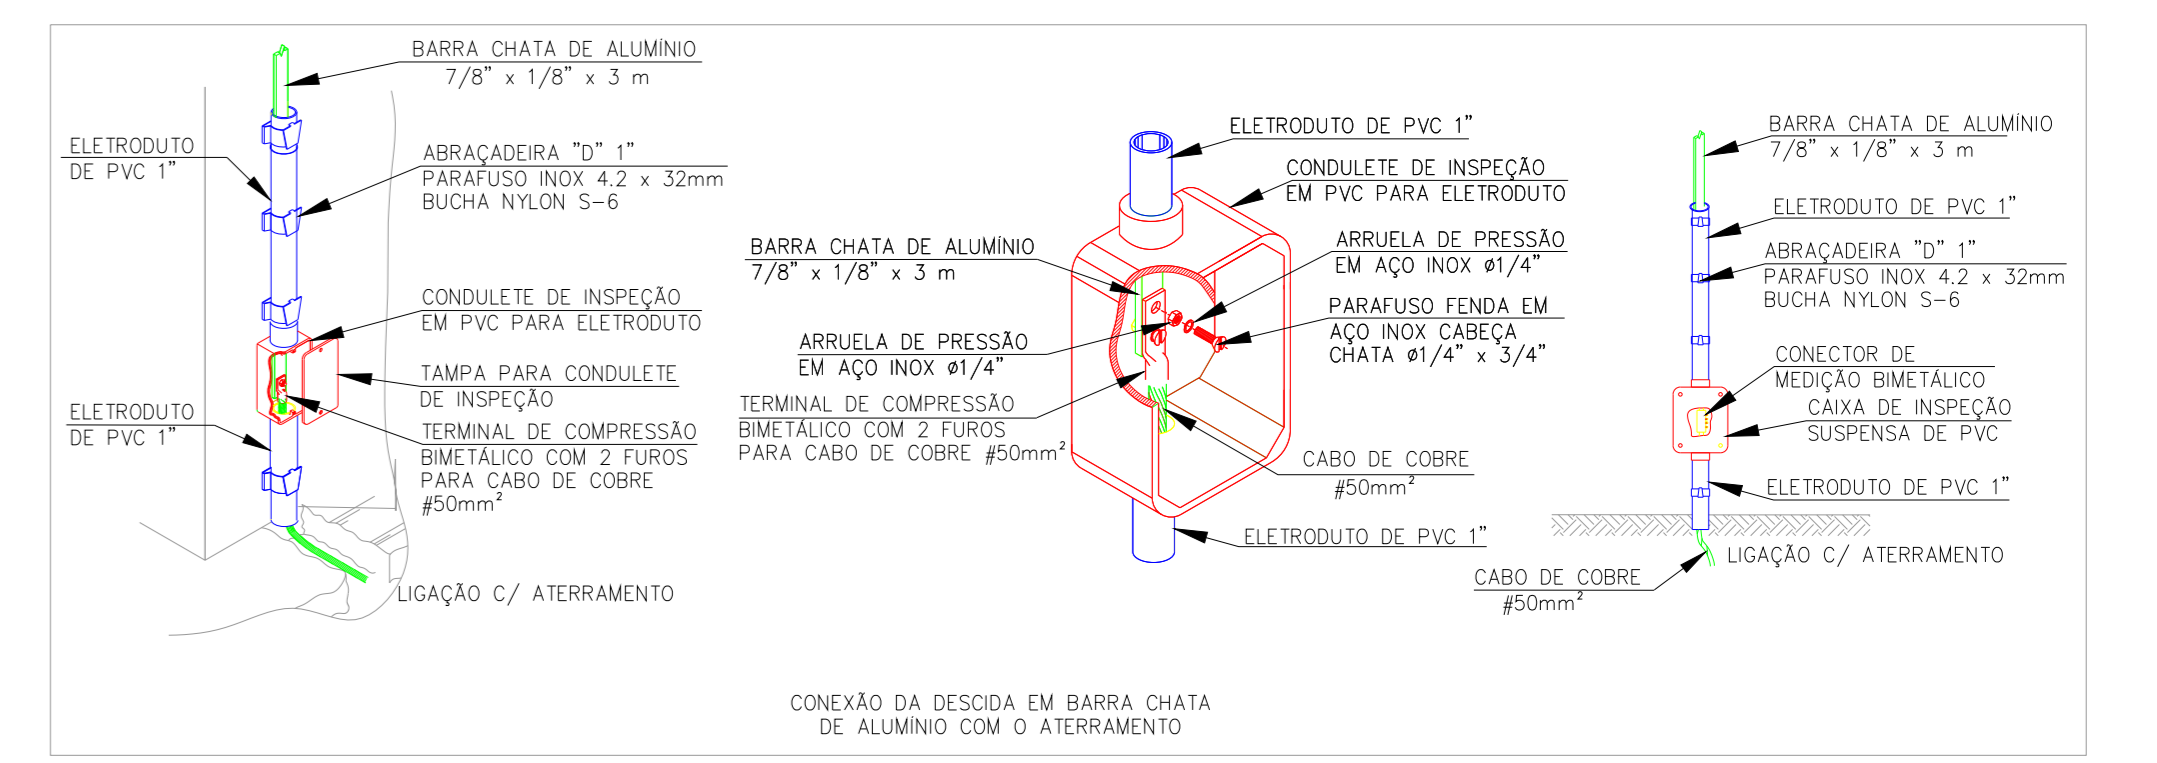 BARRA CHATA DE ALUMÍNIO
7/8" x 1/8" x 3 m
ELETRODUTO
DE PVC 1"
ABRAÇADEIRA "D" 1"
PARAFUSO INOX 4.2 x 32mm
BUCHA NYLON S-6
CONDULETE DE INSPEÇÃO
EM PVC PARA ELETRODUTO
TAMPA PARA CONDULETE
DE INSPEÇÃO
ELETRODUTO
DE PVC 1"
TERMINAL DE COMPRESSÃO
BIMETÁLICO COM 2 FUROS
PARA CABO DE COBRE
#50mm²
LIGAÇÃO C/ ATERRAMENTO
ELETRODUTO DE PVC 1"
CONDULETE DE INSPEÇÃO
EM PVC PARA ELETRODUTO
BARRA CHATA DE ALUMÍNIO
7/8" x 1/8" x 3 m
ARRUELA DE PRESSÃO
EM AÇO INOX ø1/4"
PARAFUSO FENDA EM
AÇO INOX CABEÇA
CHATA ø1/4" x 3/4"
ARRUELA DE PRESSÃO
EM AÇO INOX ø1/4"
TERMINAL DE COMPRESSÃO
BIMETÁLICO COM 2 FUROS
PARA CABO DE COBRE #50mm²
CABO DE COBRE
#50mm²
ELETRODUTO DE PVC 1"
BARRA CHATA DE ALUMÍNIO
7/8" x 1/8" x 3 m
ELETRODUTO DE PVC 1"
ABRAÇADEIRA "D" 1"
PARAFUSO INOX 4.2 x 32mm
BUCHA NYLON S-6
CONECTOR DE
MEDIÇÃO BIMETÁLICO
CAIXA DE INSPEÇÃO
SUSPENSA DE PVC
ELETRODUTO DE PVC 1"
LIGAÇÃO C/ ATERRAMENTO
CABO DE COBRE
#50mm²
CONEXÃO DA DESCIDA EM BARRA CHATA
DE ALUMÍNIO COM O ATERRAMENTO